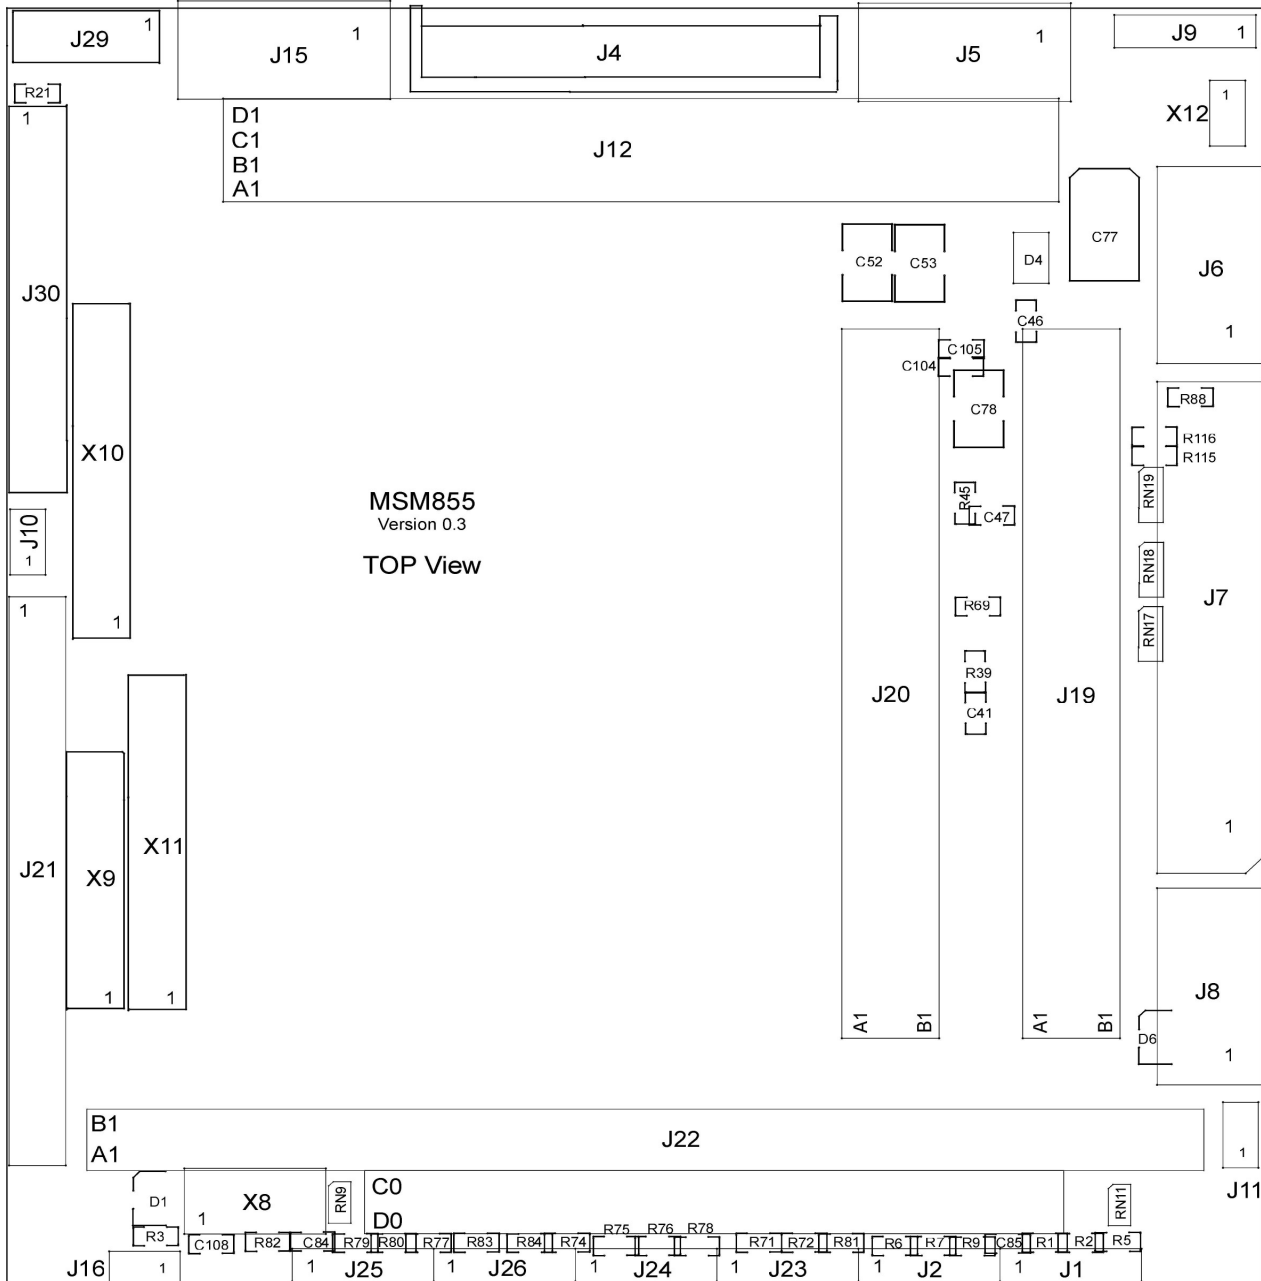 J29 1
J15 1
J4
J5 1
J9 1
R21
1
X12 1
D1
C1
B1
A1
J12
C77
C52
C53
D4
J6
1
J30
C46
C105
C104
C78
R88
R116
R115
X10
1
RN19
R45
C47
MSM855
Version 0.3
TOP View
J10
1
RN18
R69
J7
1
RN17
1
R39
C41
J20
J19
X11
1
J21
X9
1
J8
1
A1
B1
A1
B1
D6
B1
A1
J22
1
J11
D1
X8
1
RN9
C0
D0
RN11
R3
C108
R82
C84
R79
R80
R77
R83
R84
R74
R75
R76
R78
R71
R72
R81
R6
R7
R9
C85
R1
R2
R5
J16 1
1 J25
1 J26
1 J24
1 J23
1 J2
1 J1